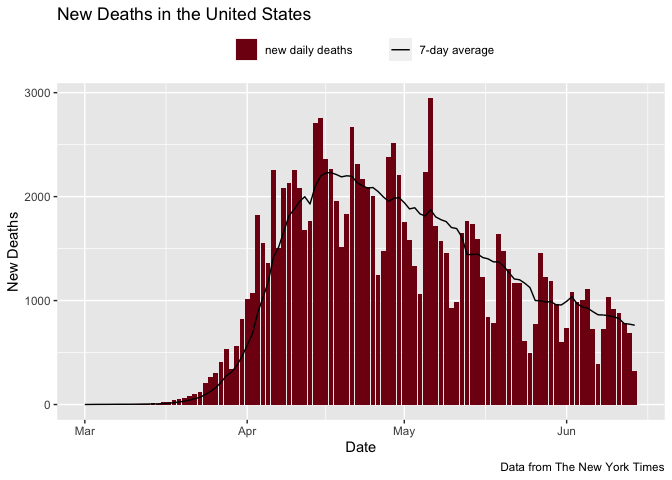 New Deaths in the United States
new daily deaths
7-day average
New Deaths
3000
2000
1000
0
Mar
Apr
May
Jun
Date
Data from The New York Times